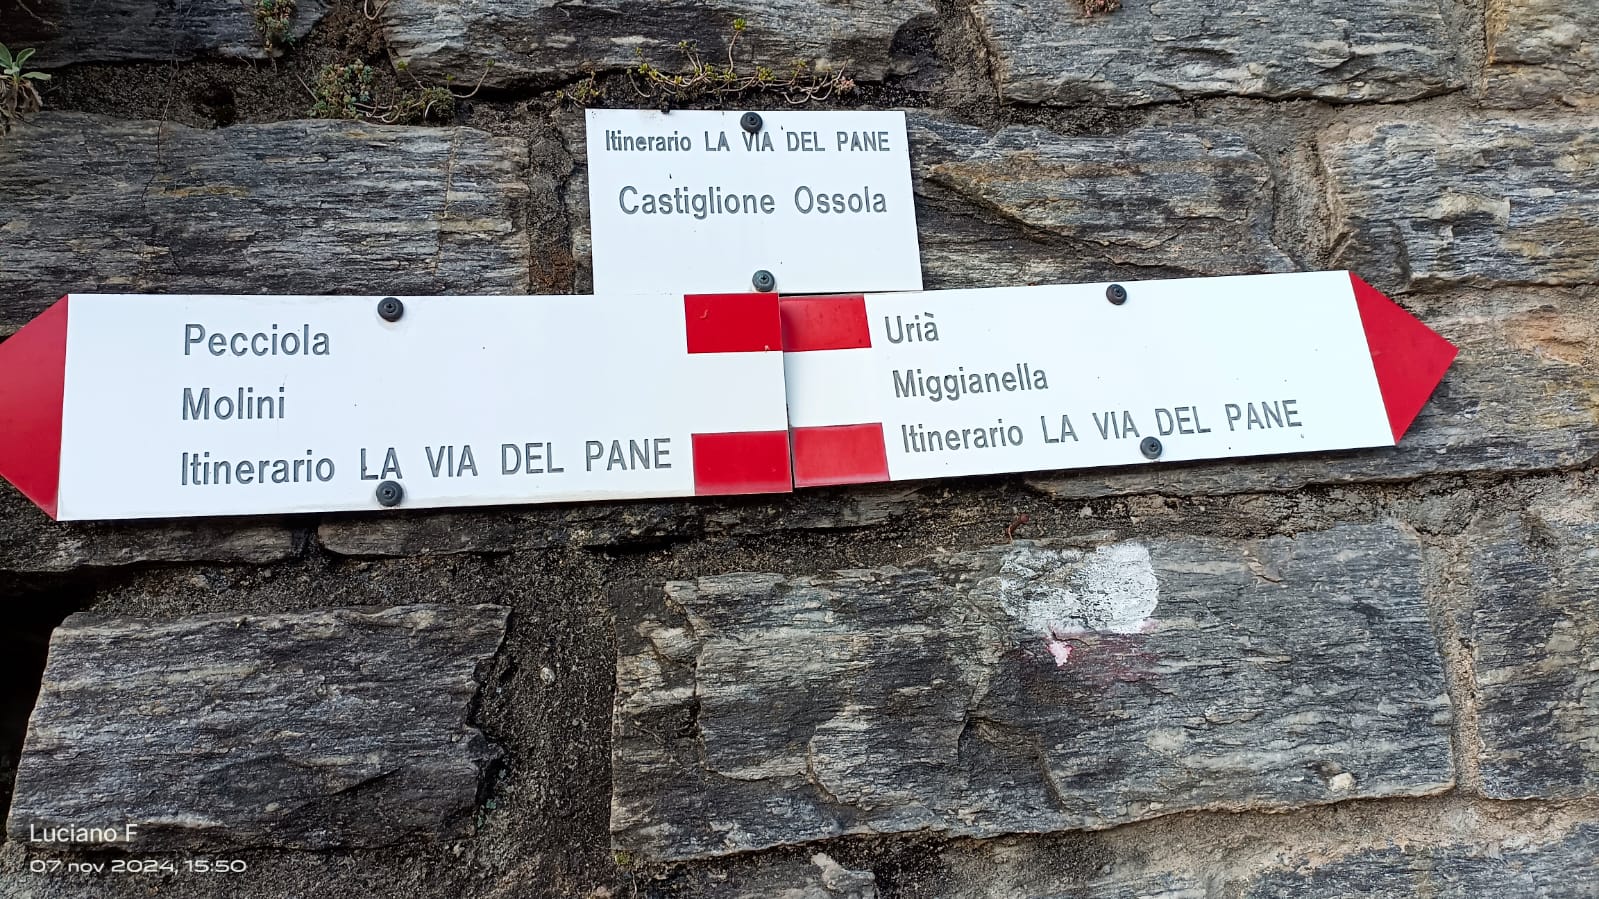 Itinerario LA VIA DEL PANE
Castiglione Ossola
Pecciola
Molini
Itinerario LA VIA DEL PANE
Urià
Miggianella
Itinerario LA VIA DEL PANE
Luciano F
07 nov 2024, 15:50